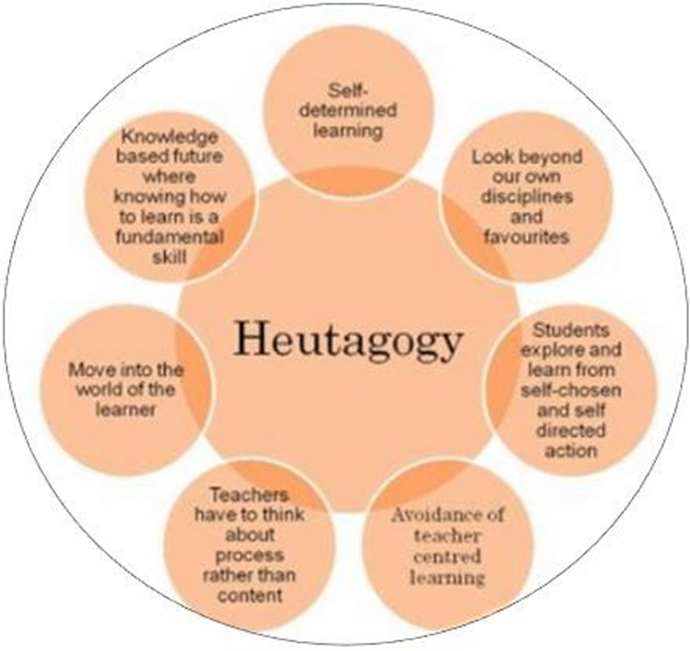 Self-
determined
learning
Look beyond
our own
disciplines
and
favourites
Students
explore and
learn from
self-chosen
and self
directed
action
Avoidance of
teacher
centred
learning
Teachers
have to think
about
process
rather than
content
Move into the
world of the
learner
Knowledge
based future
where
knowing how
to learn is a
fundamental
skill
Heutagogy